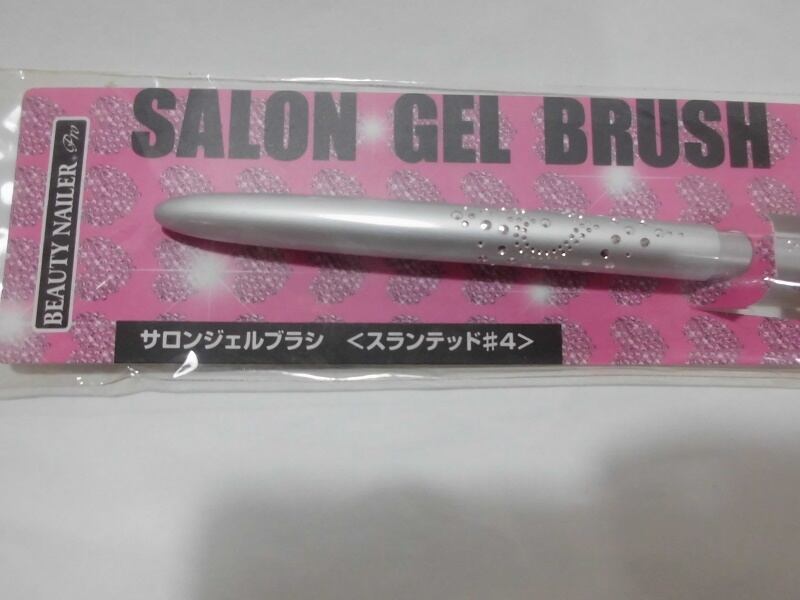 SALON GEL BRUSH
BEAUTY NAILER® Pro
サロンジェルブラシ <スランテッド#4>